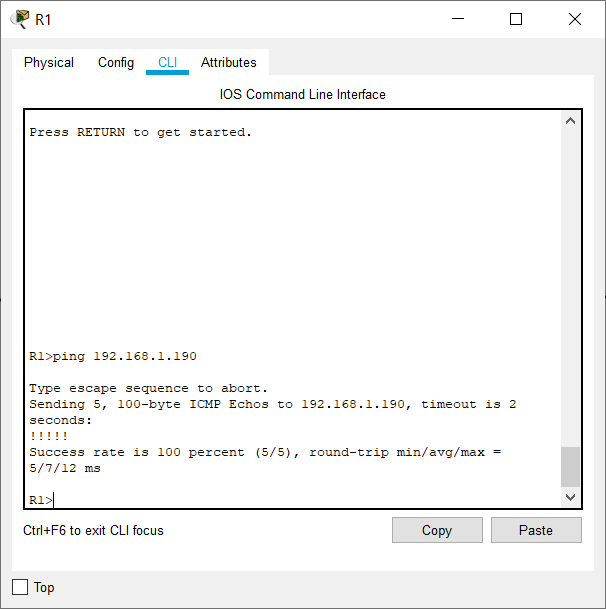 R1
Physical Config CLI Attributes
IOS Command Line Interface
Press RETURN to get started.
R1>ping 192.168.1.190
Type escape sequence to abort.
Sending 5, 100-byte ICMP Echos to 192.168.1.190, timeout is 2
seconds:
!!!!!
Success rate is 100 percent (5/5), round-trip min/avg/max =
5/7/12 ms
R1>
Ctrl+F6 to exit CLI focus
Copy Paste
Top